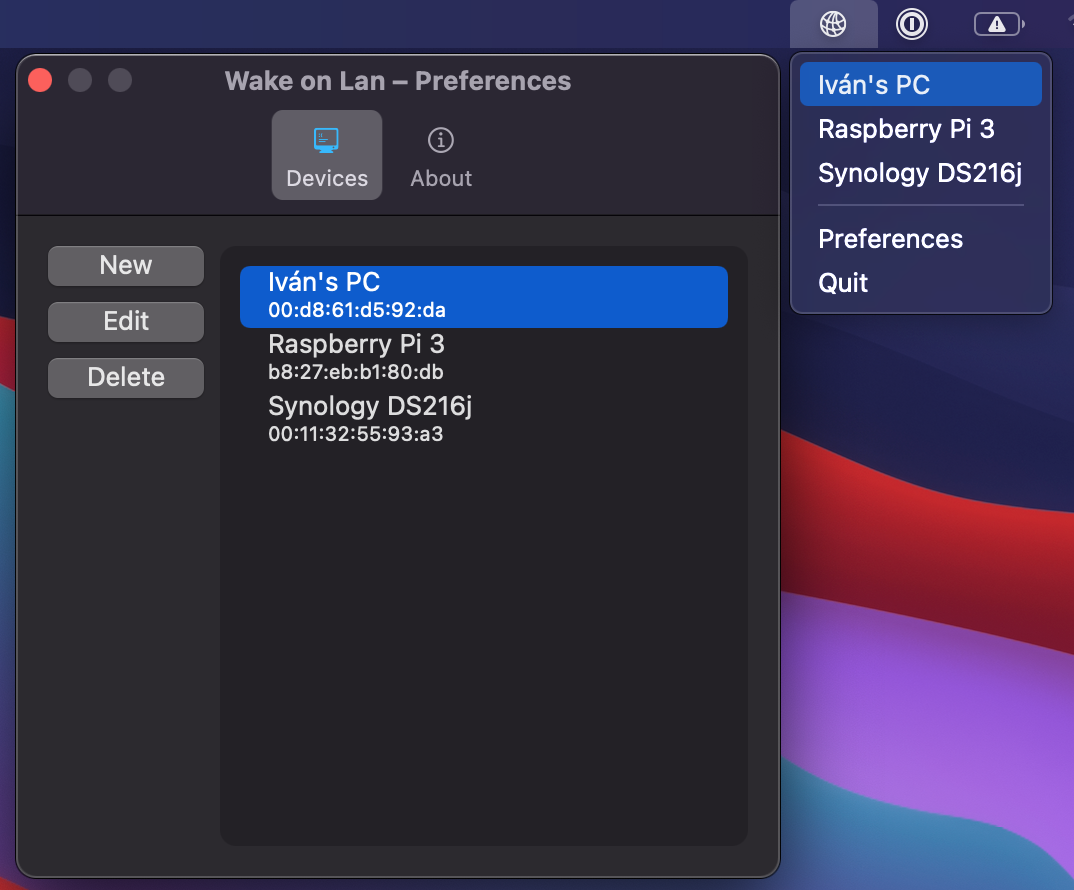 Wake on Lan – Preferences
Devices
About
New
Edit
Delete
Iván's PC
00:d8:61:d5:92:da
Raspberry Pi 3
b8:27:eb:b1:80:db
Synology DS216j
00:11:32:55:93:a3
Iván's PC
Raspberry Pi 3
Synology DS216j
Preferences
Quit